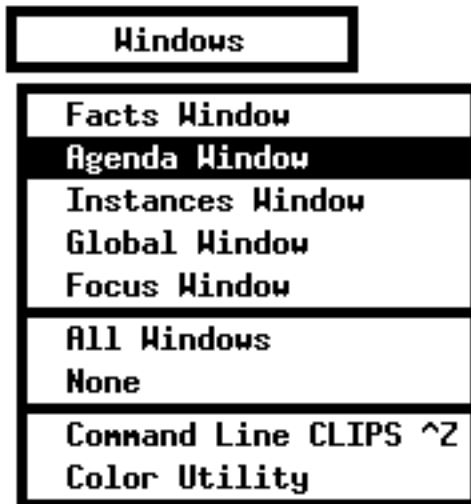 Windows
Facts Window
Agenda Window
Instances Window
Global Window
Focus Window
All Windows
None
Command Line CLIPS ^Z
Color Utility